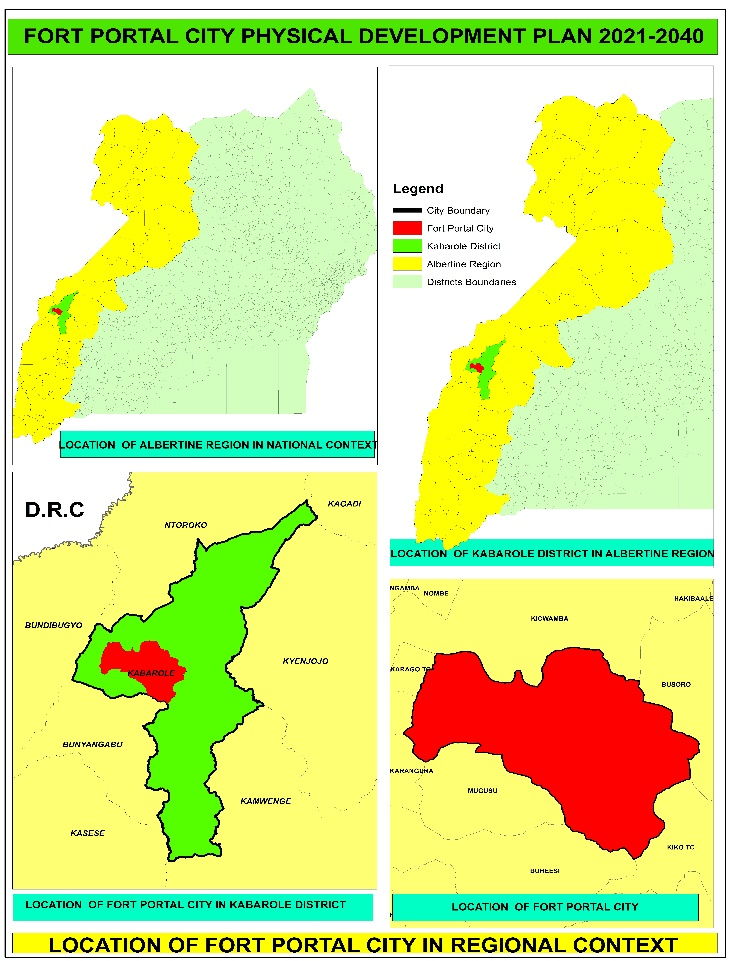 FORT PORTAL CITY PHYSICAL DEVELOPMENT PLAN 2021-2040
Legend
City Boundary
Fort Portal City
Kabarole District
Albertine Region
Districts Boundaries
LOCATION OF ALBERTINE REGION IN NATIONAL CONTEXT
LOCATION OF KABAROLE DISTRICT IN ALBERTINE REGION
D.R.C
KAGADI
NTOROKO
BUNDIBUGYO
KYENJOJO
KABAROLE
BUNYANGABU
KAMWENGE
KASESE
LOCATION OF FORT PORTAL CITY IN KABAROLE DISTRICT
NGAMBA
NOMBE
HAKIBAALE
KICWAMBA
KARAGO TC
BUSORO
KARANGURA
MUGUSU
KIKO TC
BUHEESI
LOCATION OF FORT PORTAL CITY
LOCATION OF FORT PORTAL CITY IN REGIONAL CONTEXT